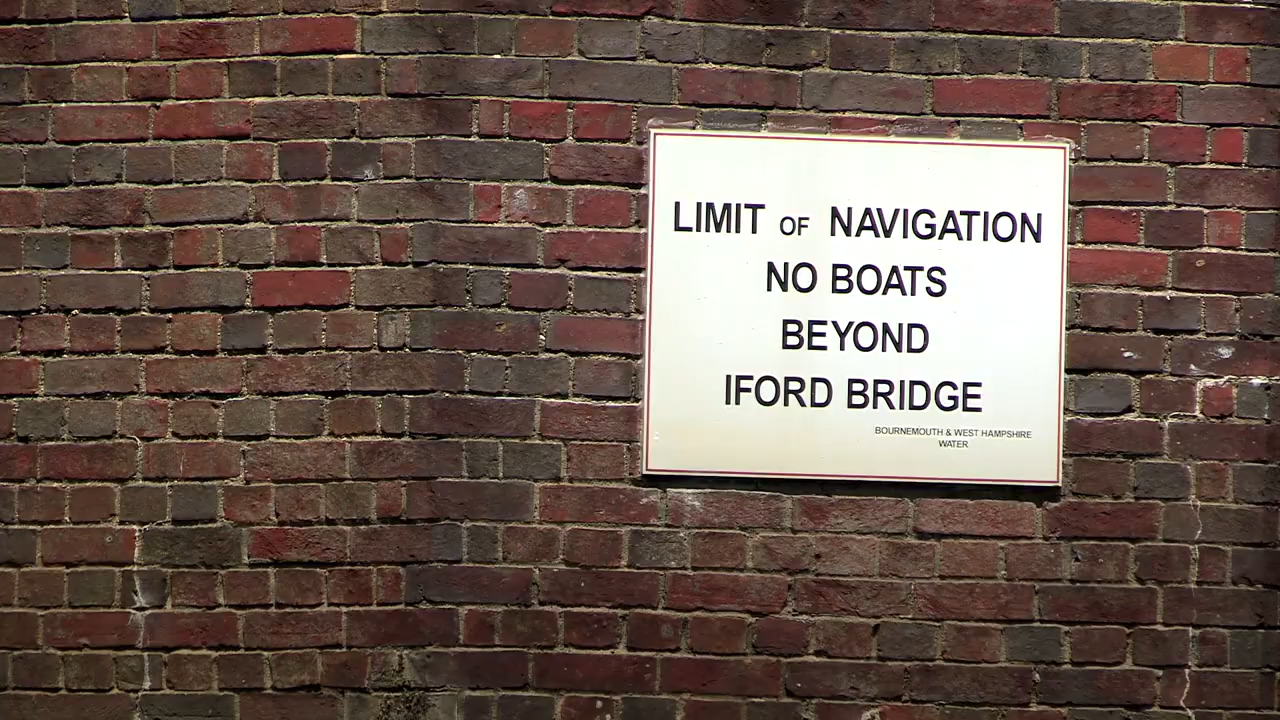 LIMIT OF NAVIGATION
NO BOATS
BEYOND
IFORD BRIDGE
BOURNEMOUTH & WEST HAMPSHIRE
WATER